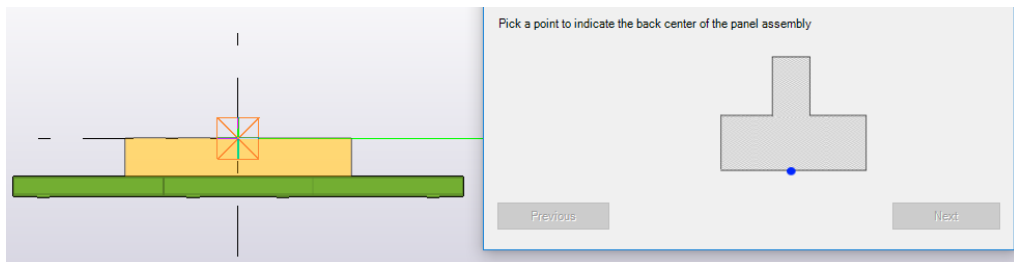 Pick a point to indicate the back center of the panel assembly
Previous
Next